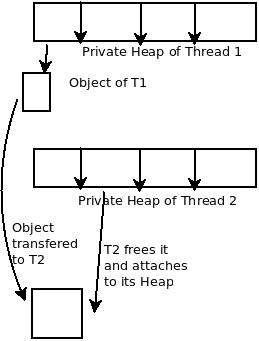 Private Heap of Thread 1
Object of T1
Private Heap of Thread 2
Object
transfered
to T2
T2 frees it
and attaches
to its Heap